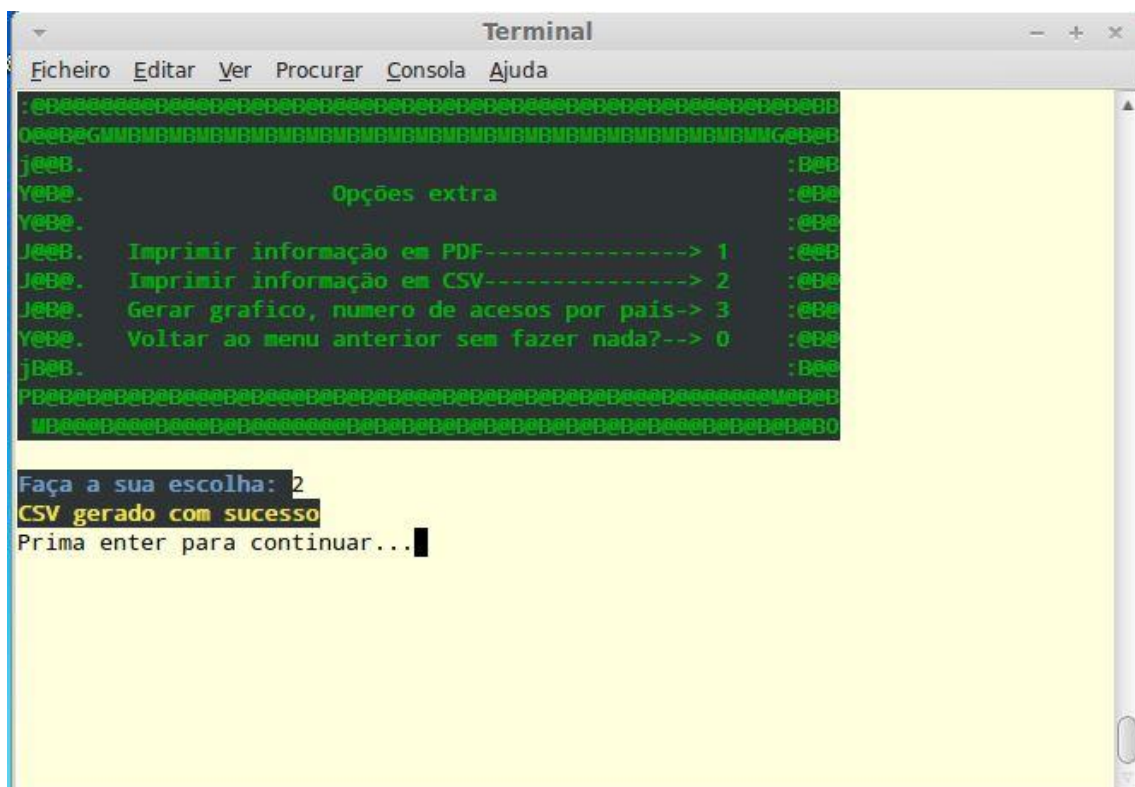 Terminal
Ficheiro Editar Ver Procurar Consola Ajuda
j@@B. :B@B
Y@B@. Opções extra :@B@
Y@B@. :@B@
J@@B. Imprimir informação em PDF---------------> 1 :@@B
J@B@. Imprimir informação em CSV---------------> 2 :@B@
J@B@. Gerar grafico, numero de acesos por país-> 3 :@B@
Y@B@. Voltar ao menu anterior sem fazer nada?--> 0 :@B@
jB@B. :B@@
Faça a sua escolha: 2
CSV gerado com sucesso
Prima enter para continuar...